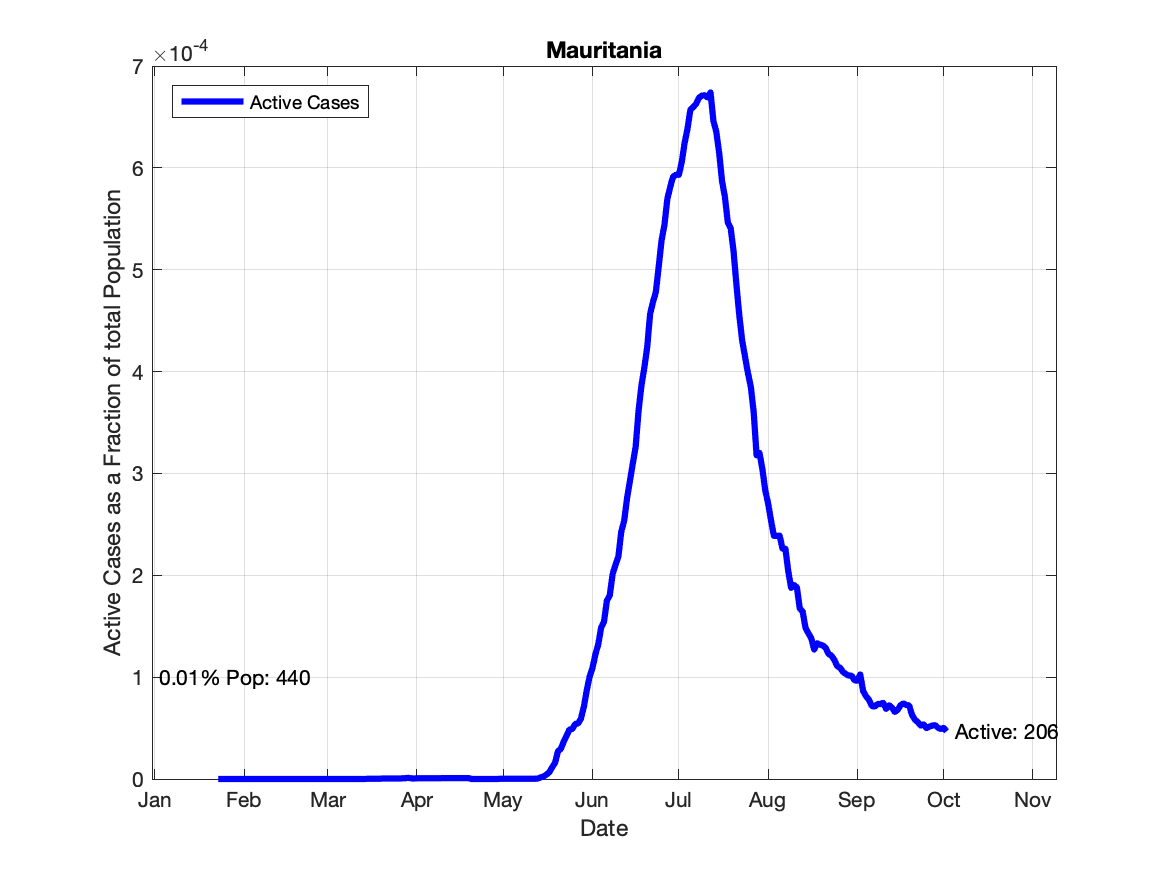 Mauritania
×10-4
Active Cases
7
6
5
4
3
2
1
0
Active Cases as a Fraction of total Population
0.01% Pop: 440
Active: 206
Jan Feb Mar Apr May Jun Jul Aug Sep Oct Nov
Date